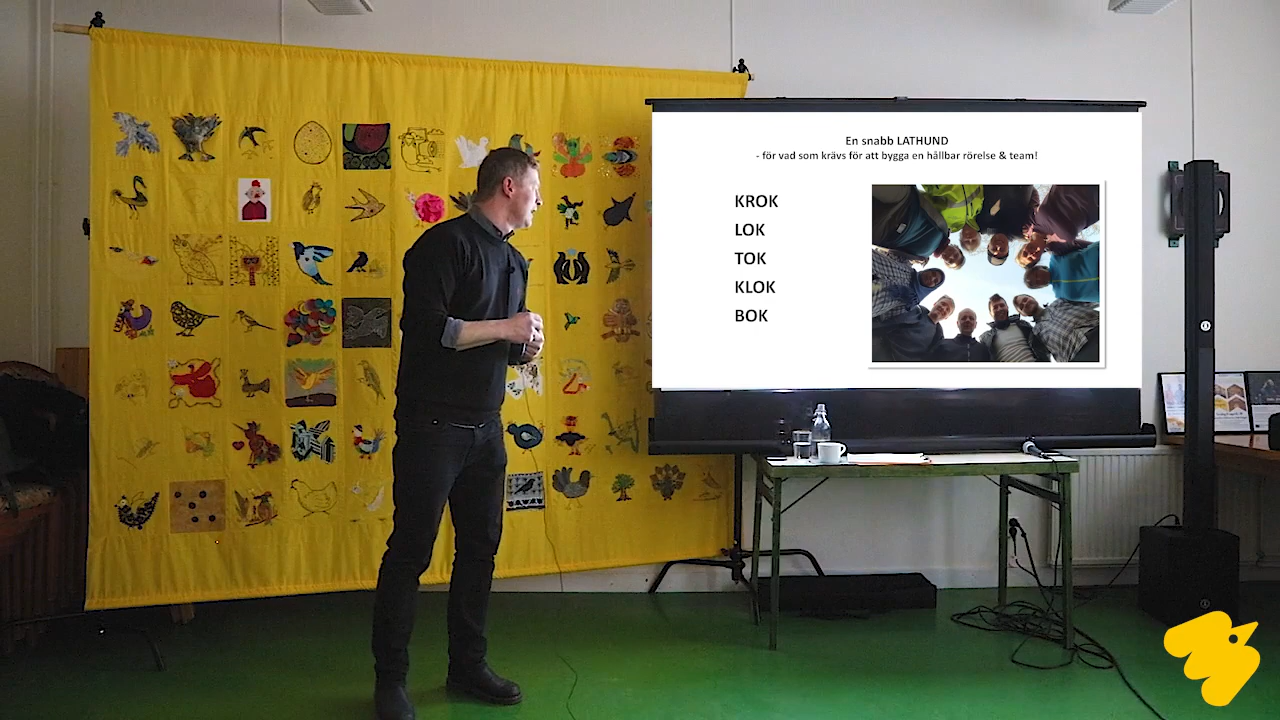 En snabb LATHUND
- för vad som krävs för att bygga en hållbar rörelse & team!
KROK
LOK
TOK
KLOK
BOK